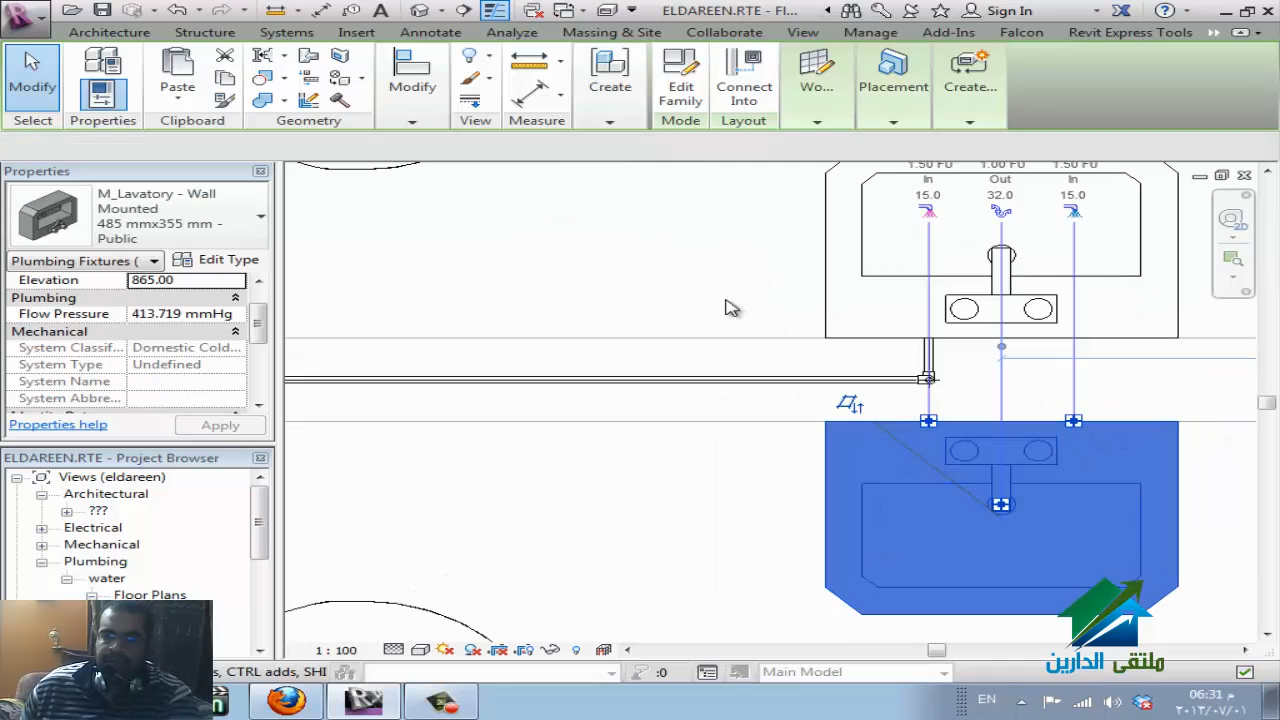 ELDAREEN.RTE - Fl...
Sign In
Architecture Structure Systems Insert Annotate Analyze Massing & Site Collaborate View Manage Add-Ins Falcon Revit Express Tools
Modify Paste Modify Create Edit Family Connect Into Wo... Placement Create...
Select Properties Clipboard Geometry View Measure Mode Layout
Properties
M_Lavatory - Wall
Mounted
485 mmx355 mm -
Public
Plumbing Fixtures ( Edit Type
Elevation 865.00
Plumbing
Flow Pressure 413.719 mmHg
Mechanical
System Classif... Domestic Cold...
System Type Undefined
System Name
System Abbre...
Properties help Apply
ELDAREEN.RTE - Project Browser
Views (eldareen)
Architectural
???
Electrical
Mechanical
Plumbing
water
Floor Plans
1.50 FU 1.00 FU 1.50 FU
In Out In
15.0 32.0 15.0
2D
ملتقى الدارين
1 : 100
, CTRL adds, SHI
:0
Main Model
EN
06:31 م
٢٠١٣/٠٧/٠١